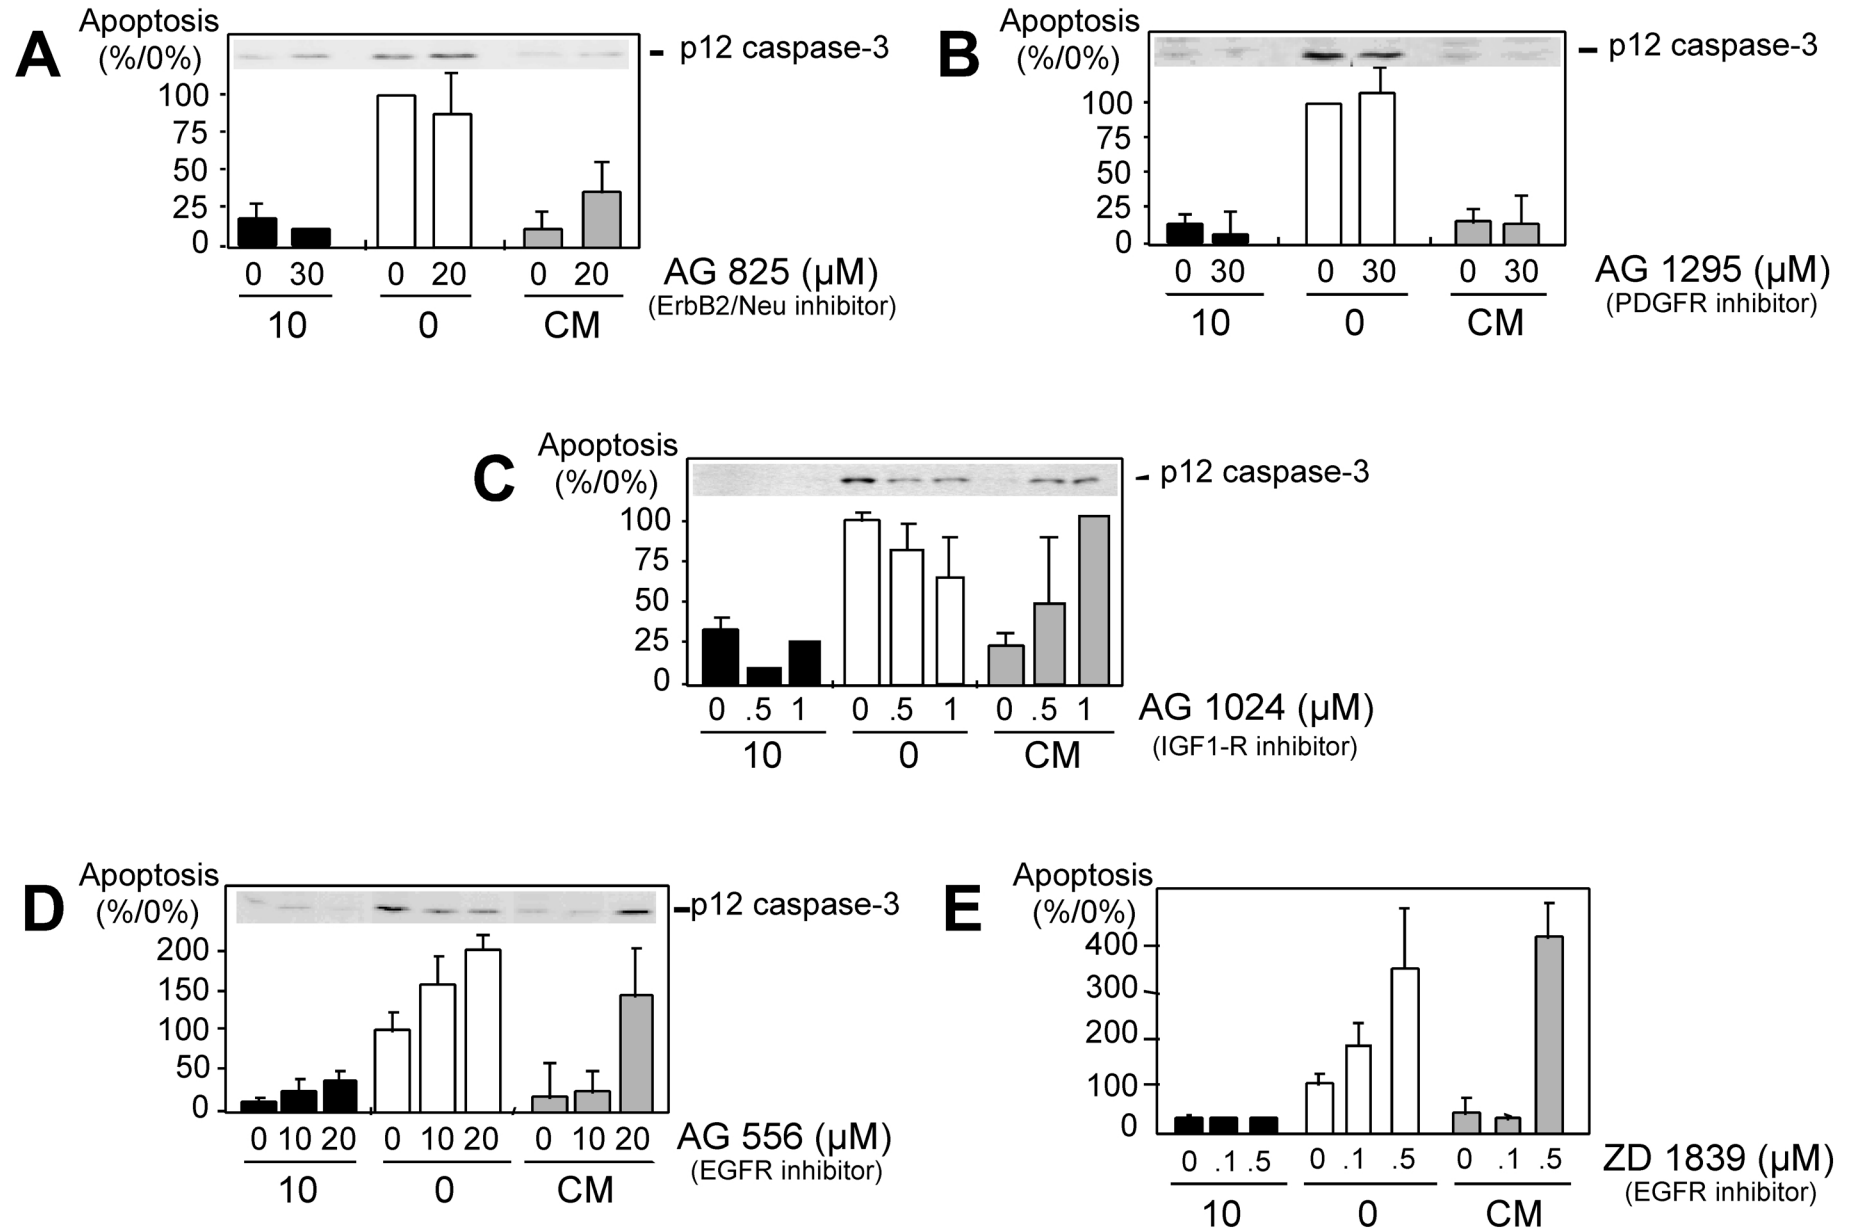 A
Apoptosis
(%/0%)
p12 caspase-3
100
75
50
25
0
0 30 0 20 0 20 AG 825 (µM)
(ErbB2/Neu inhibitor)
10 0 CM
B
Apoptosis
(%/0%)
p12 caspase-3
100
75
50
25
0
0 30 0 30 0 30 AG 1295 (µM)
(PDGFR inhibitor)
10 0 CM
C
Apoptosis
(%/0%)
p12 caspase-3
100
75
50
25
0
0 .5 1 0 .5 1 0 .5 1 AG 1024 (µM)
(IGF1-R inhibitor)
10 0 CM
D
Apoptosis
(%/0%)
p12 caspase-3
200
150
100
50
0
0 10 20 0 10 20 0 10 20 AG 556 (µM)
(EGFR inhibitor)
10 0 CM
E
Apoptosis
(%/0%)
400
300
200
100
0
0 .1 .5 0 .1 .5 0 .1 .5 ZD 1839 (µM)
(EGFR inhibitor)
10 0 CM